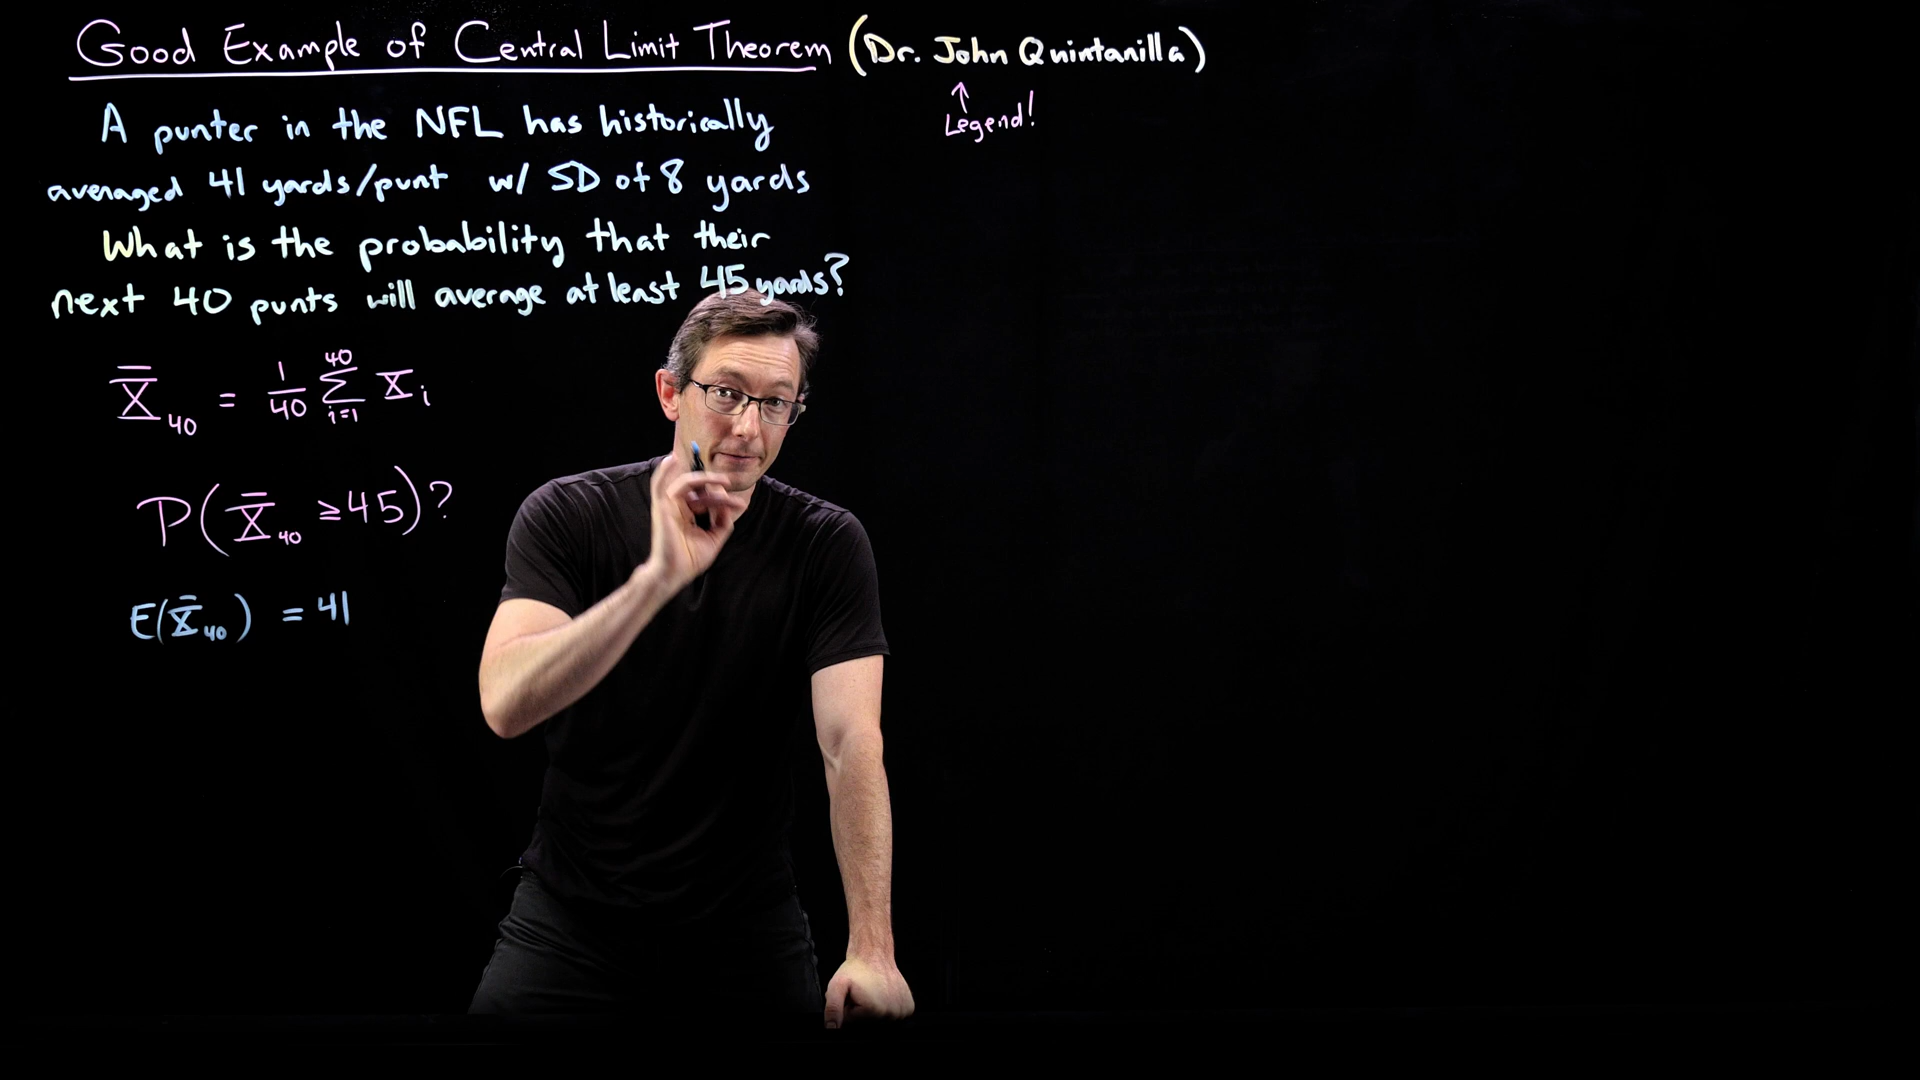 Good Example of Central Limit Theorem (Dr. John Quintanilla)
↑
Legend!
A punter in the NFL has historically
averaged 41 yards/punt w/ SD of 8 yards
What is the probability that their
next 40 punts will average at least 45 yards?
X̄₄₀ = 1/40 ∑_{i=1}^{40} Xᵢ
P(X̄₄₀ ≥ 45)?
E(X̄₄₀) = 41